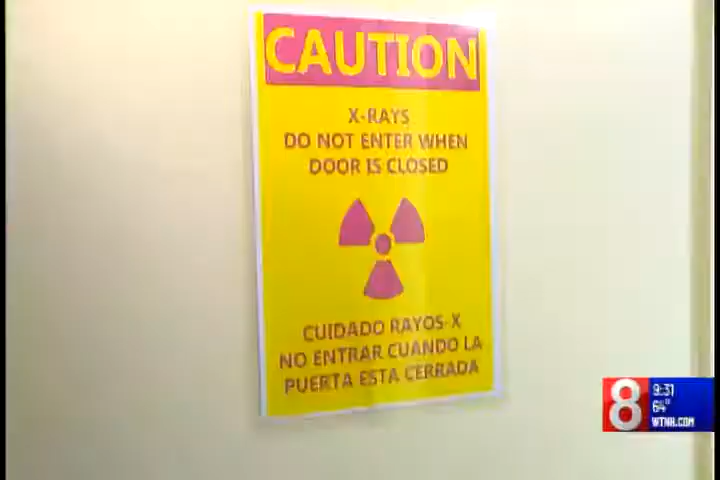 CAUTION
X-RAYS
DO NOT ENTER WHEN
DOOR IS CLOSED
CUIDADO RAYOS-X
NO ENTRAR CUANDO LA
PUERTA ESTA CERRADA
8
9:31
64°
WTNH.COM